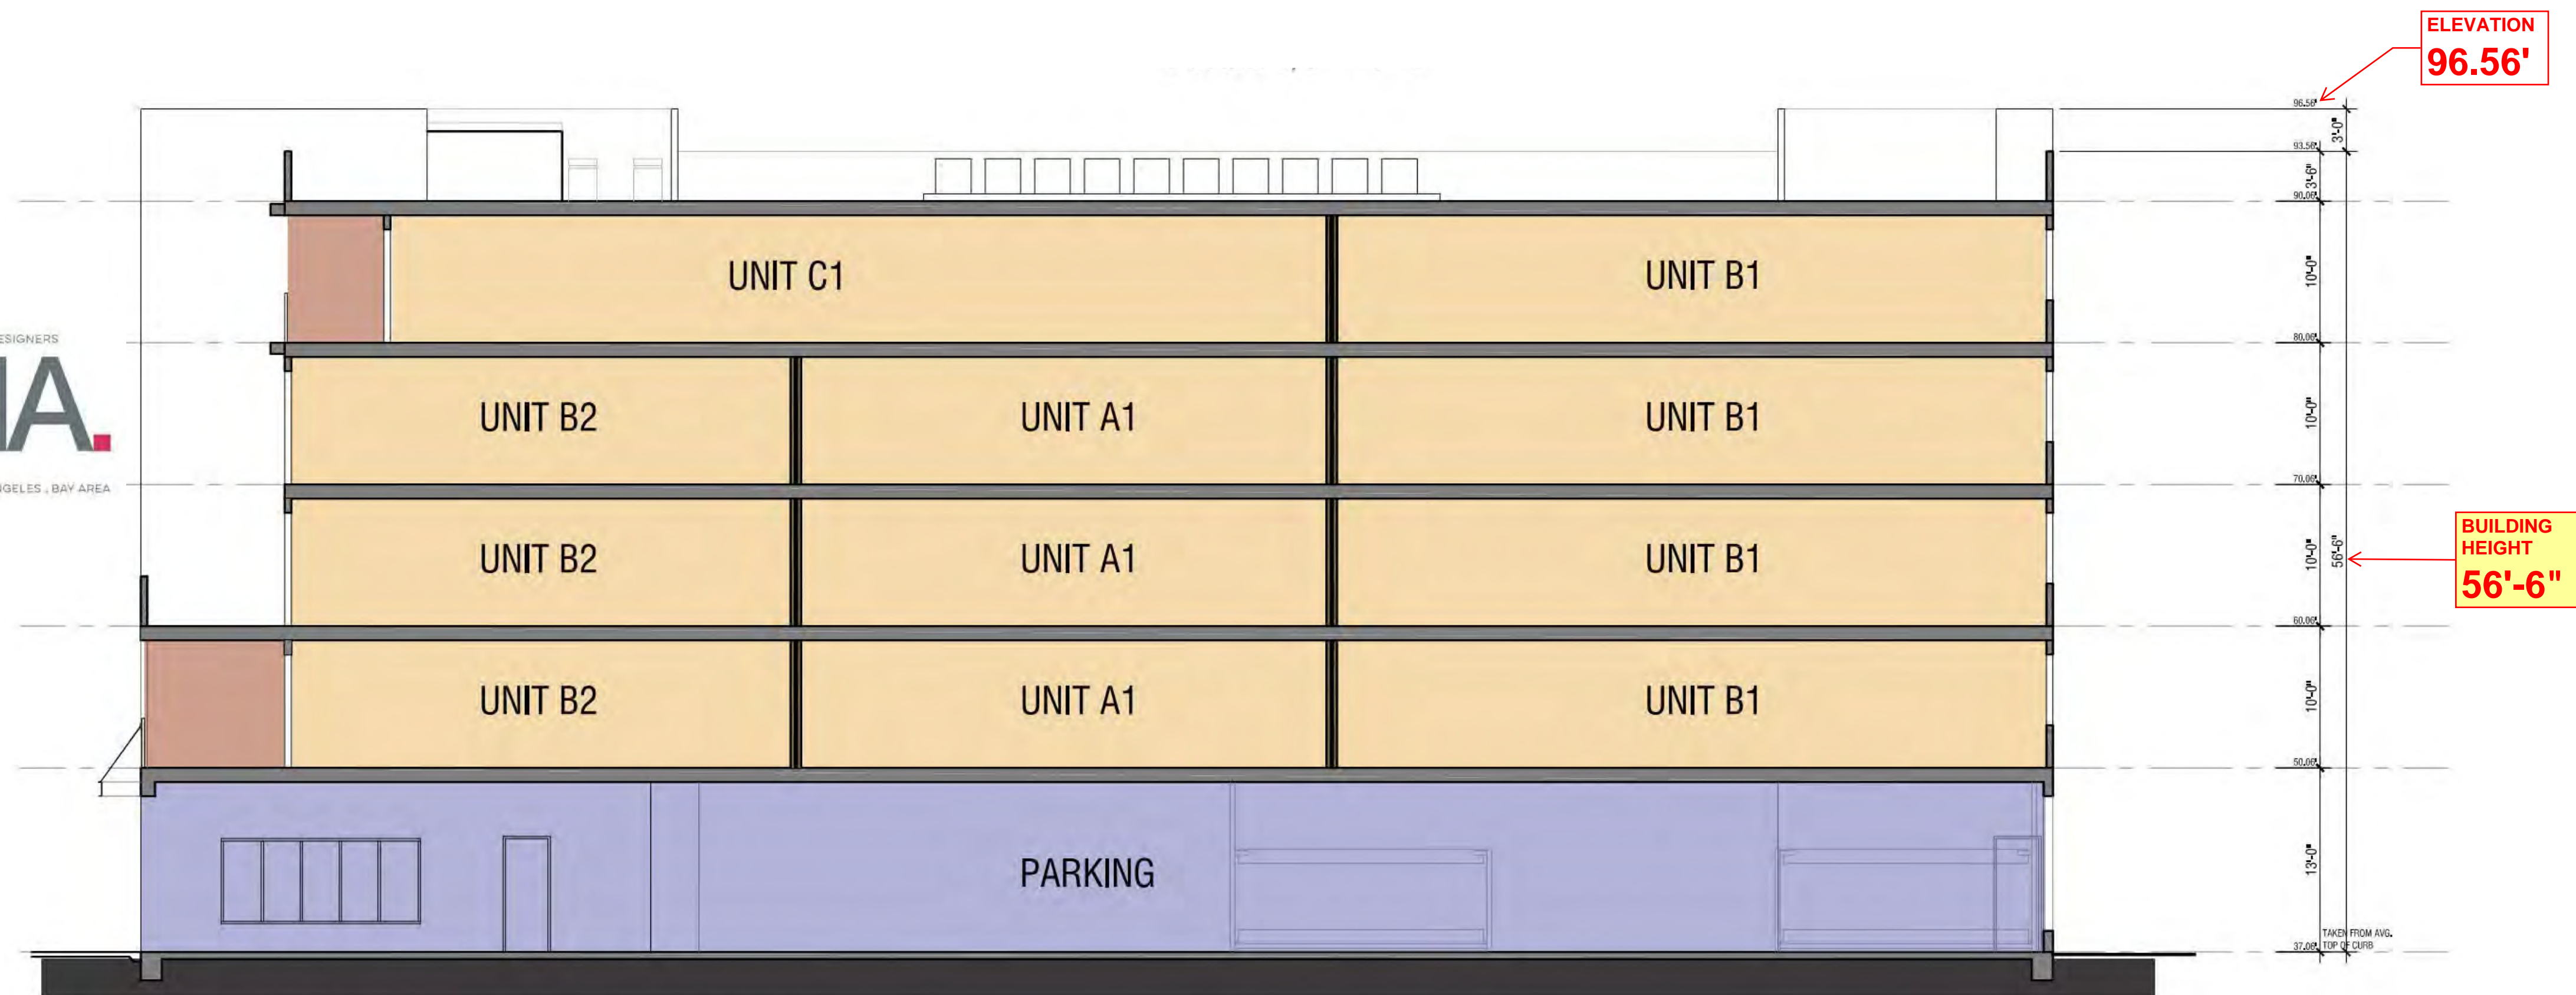 ELEVATION
96.56'
96.56'
3'-0"
93.56'
3'-6"
90.06'
UNIT C1
UNIT B1
10'-0"
ESIGNERS
80.06'
IA.
UNIT B2
UNIT A1
UNIT B1
10'-0"
NGELES . BAY AREA
70.06'
BUILDING
HEIGHT
56'-6"
UNIT B2
UNIT A1
UNIT B1
10'-0"
56'-6"
60.06'
UNIT B2
UNIT A1
UNIT B1
10'-0"
50.06'
PARKING
13'-0"
TAKEN FROM AVG.
TOP OF CURB
37.06'